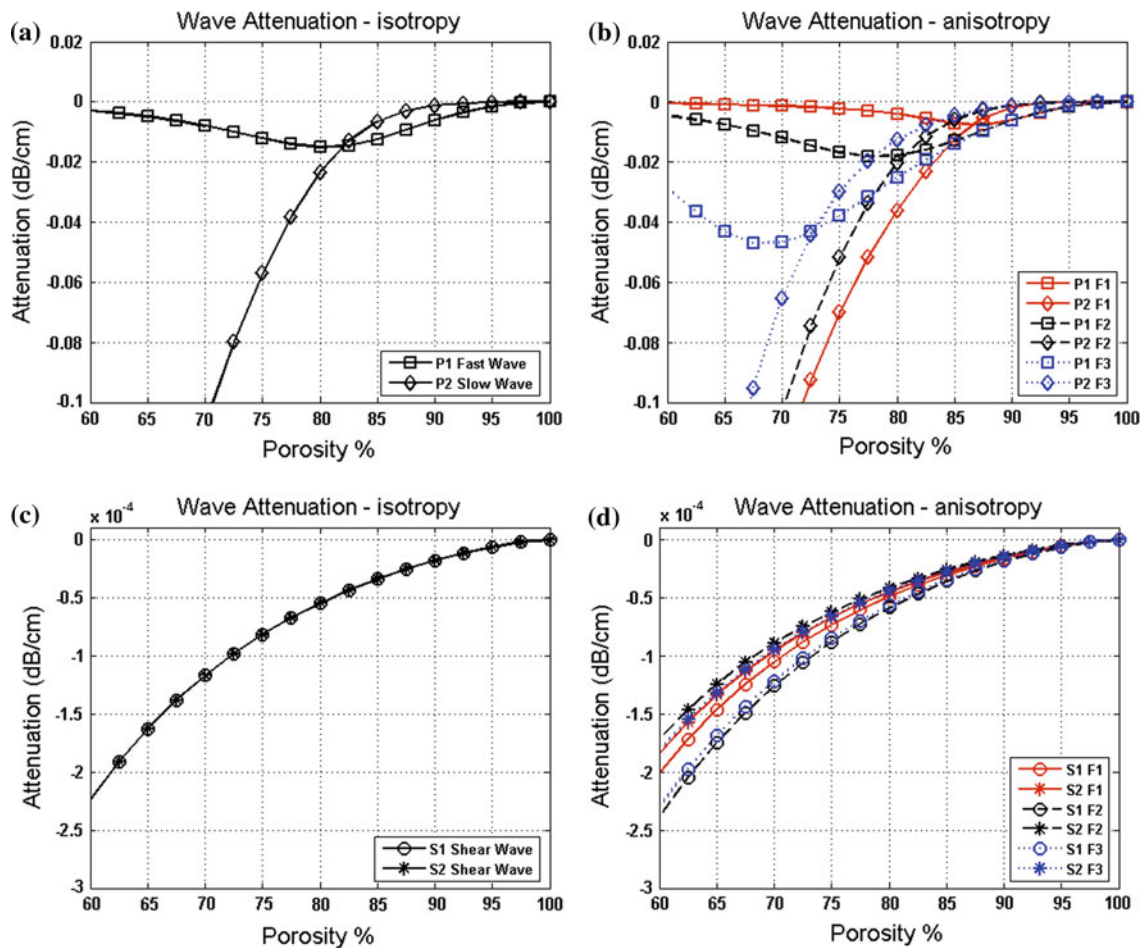 (a) Wave Attenuation - isotropy
0.02
0
-0.02
-0.04
-0.06
-0.08
-0.1
Attenuation (dB/cm)
P1 Fast Wave
P2 Slow Wave
60 65 70 75 80 85 90 95 100
Porosity %
(b) Wave Attenuation - anisotropy
0.02
0
-0.02
-0.04
-0.06
-0.08
-0.1
Attenuation (dB/cm)
P1 F1
P2 F1
P1 F2
P2 F2
P1 F3
P2 F3
60 65 70 75 80 85 90 95 100
Porosity %
(c) Wave Attenuation - isotropy
x 10⁻⁴
0
-0.5
-1
-1.5
-2
-2.5
-3
Attenuation (dB/cm)
S1 Shear Wave
S2 Shear Wave
60 65 70 75 80 85 90 95 100
Porosity %
(d) Wave Attenuation - anisotropy
x 10⁻⁴
0
-0.5
-1
-1.5
-2
-2.5
-3
Attenuation (dB/cm)
S1 F1
S2 F1
S1 F2
S2 F2
S1 F3
S2 F3
60 65 70 75 80 85 90 95 100
Porosity %